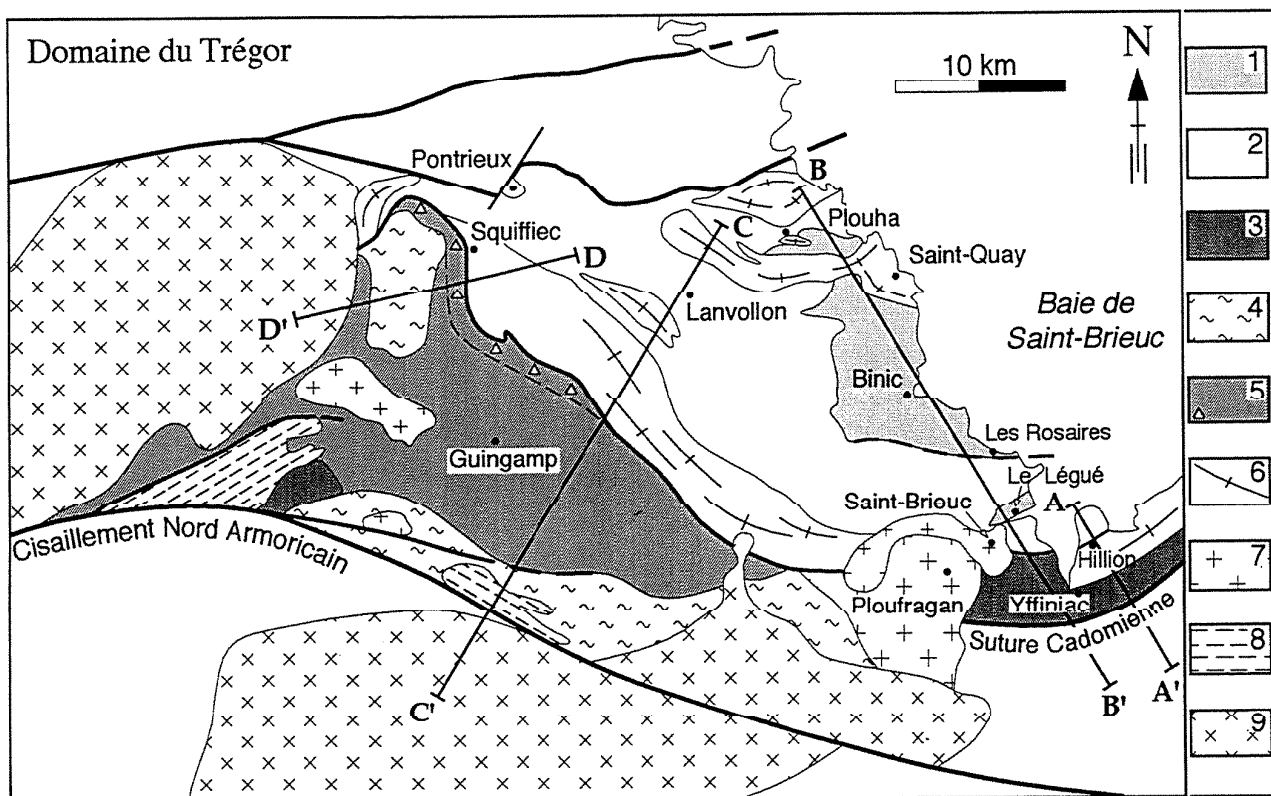 Domaine du Trégor
10 km
N
Pontrieux
B
Squiffiec
C
Plouha
Saint-Quay
D
Lanvollon
Baie de
Saint-Brieuc
D'
Binic
Guingamp
Les Rosaires
Le Légué
Saint-Briouc
A
Cisaillement Nord Armoricain
Hillion
Ploufragan
Yffiniac
Suture Cadomienne
C'
B'
A'
1
2
3
4
5
6
7
8
9